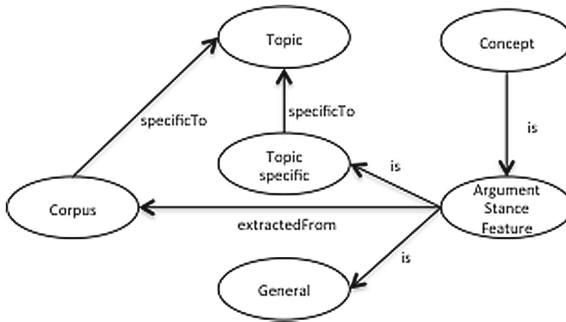 Topic
Concept
specificTo
specificTo
is
Topic
specific
is
Corpus
Argument
Stance
Feature
extractedFrom
is
General